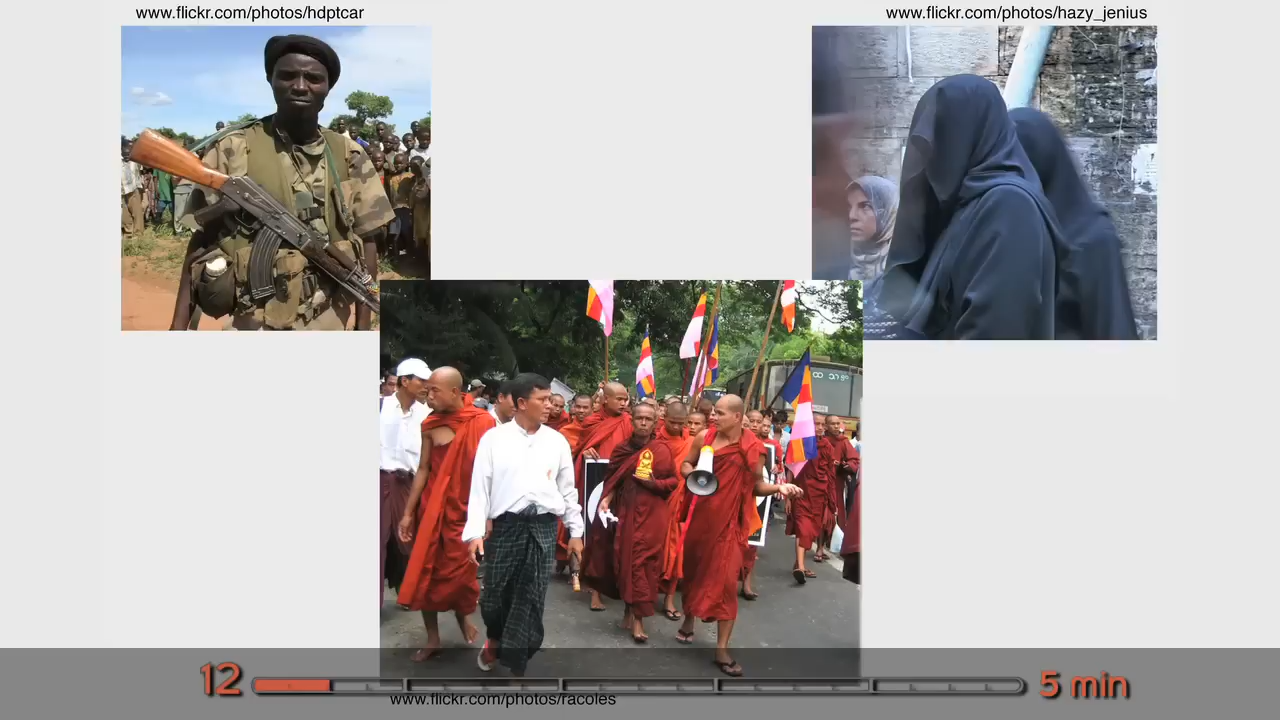 www.flickr.com/photos/hdptcar
www.flickr.com/photos/hazy_jenius
12
5 min
www.flickr.com/photos/racoles